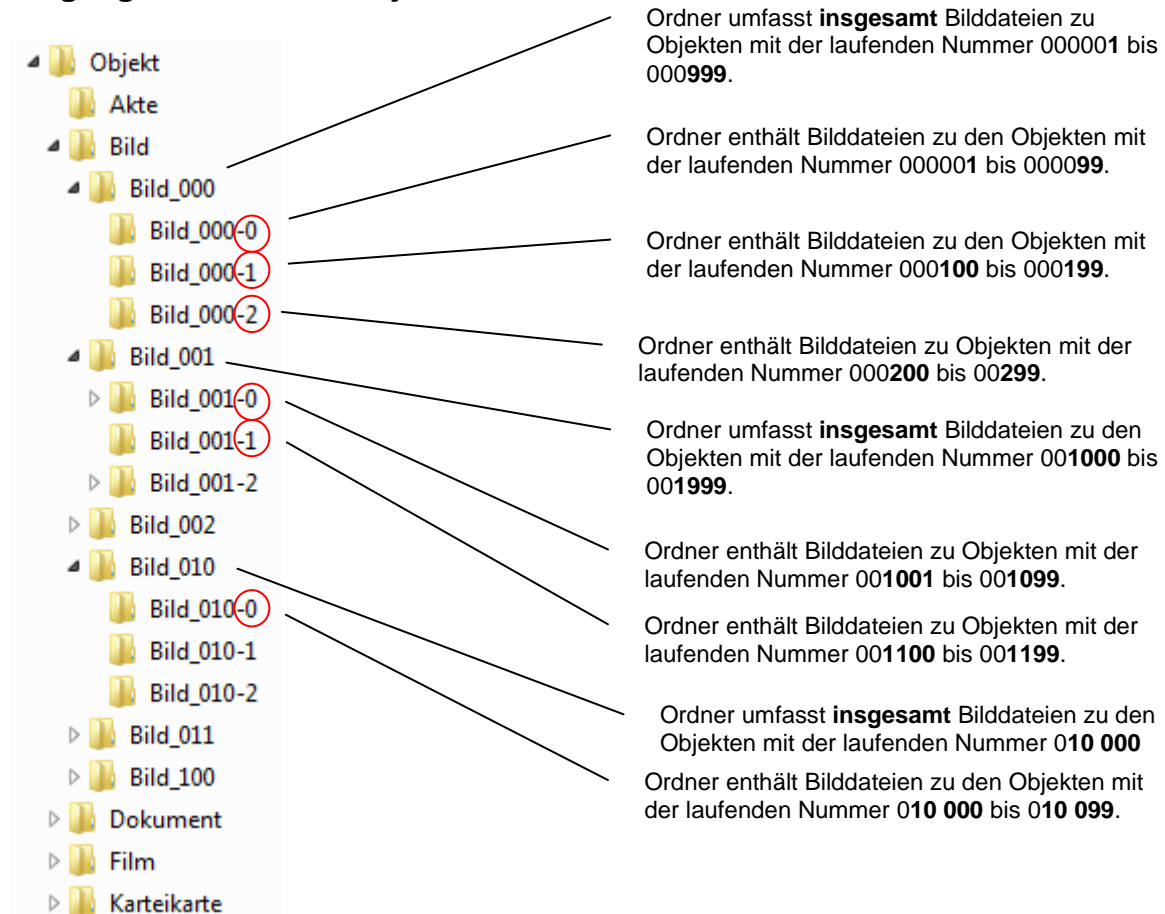 Objekt
Akte
Bild
Bild_000
Bild_000-0
Bild_000-1
Bild_000-2
Bild_001
Bild_001-0
Bild_001-1
Bild_001-2
Bild_002
Bild_010
Bild_010-0
Bild_010-1
Bild_010-2
Bild_011
Bild_100
Dokument
Film
Karteikarte
Ordner umfasst insgesamt Bilddateien zu
Objekten mit der laufenden Nummer 000001 bis
000999.
Ordner enthält Bilddateien zu den Objekten mit
der laufenden Nummer 000001 bis 000099.
Ordner enthält Bilddateien zu den Objekten mit
der laufenden Nummer 000100 bis 000199.
Ordner enthält Bilddateien zu Objekten mit der
laufenden Nummer 000200 bis 00299.
Ordner umfasst insgesamt Bilddateien zu den
Objekten mit der laufenden Nummer 001000 bis
001999.
Ordner enthält Bilddateien zu Objekten mit der
laufenden Nummer 001001 bis 001099.
Ordner enthält Bilddateien zu Objekten mit der
laufenden Nummer 001100 bis 001199.
Ordner umfasst insgesamt Bilddateien zu den
Objekten mit der laufenden Nummer 010 000
Ordner enthält Bilddateien zu den Objekten mit
der laufenden Nummer 010 000 bis 010 099.